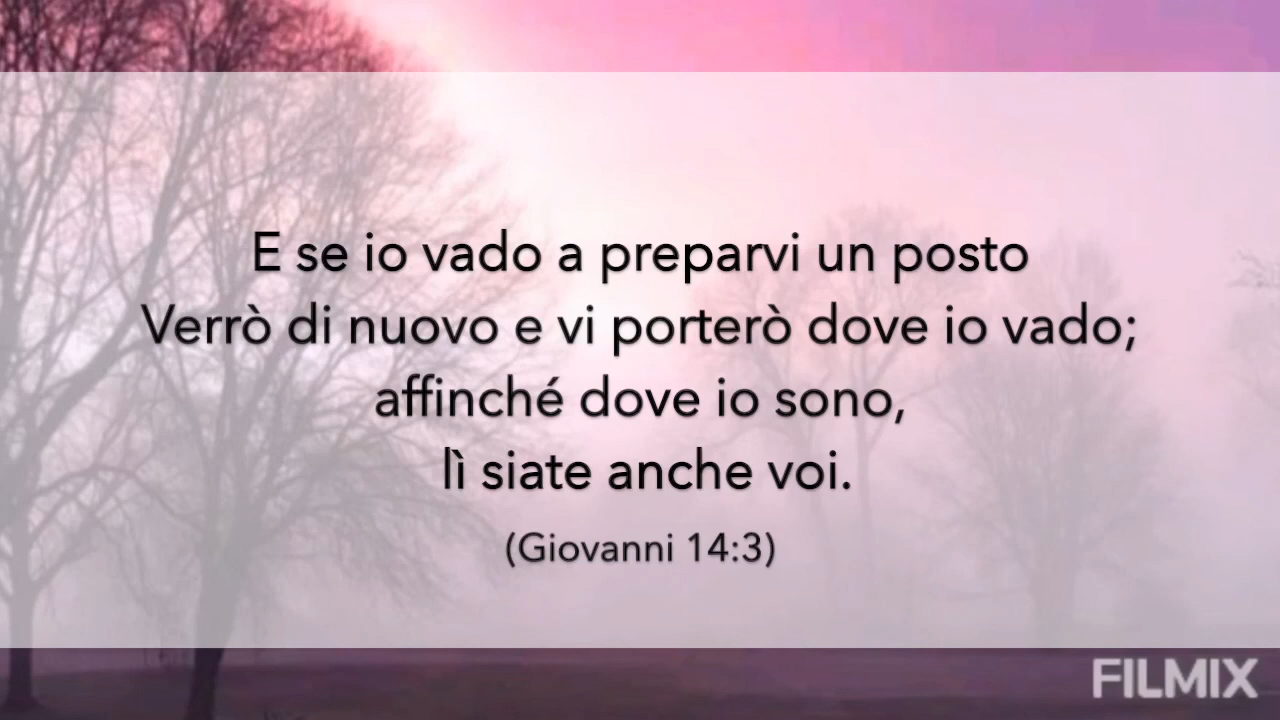 E se io vado a preparvi un posto
Verrò di nuovo e vi porterò dove io vado;
affinché dove io sono,
lì siate anche voi.
(Giovanni 14:3)
FILMIX